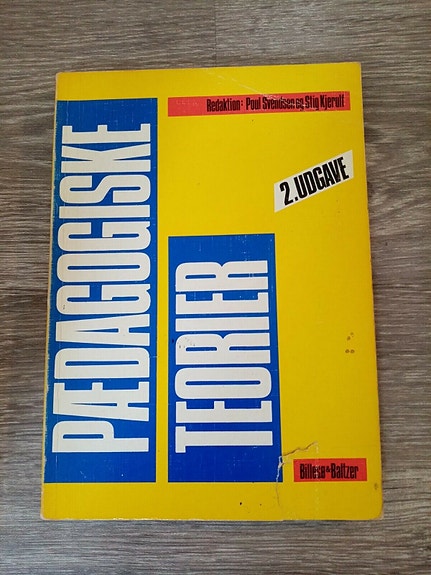 Redaktion: Poul Svendsen og Stig Kjerulf
2. UDGAVE
PÆDAGOGISKE
TEORIER
Billesø & Baltzer